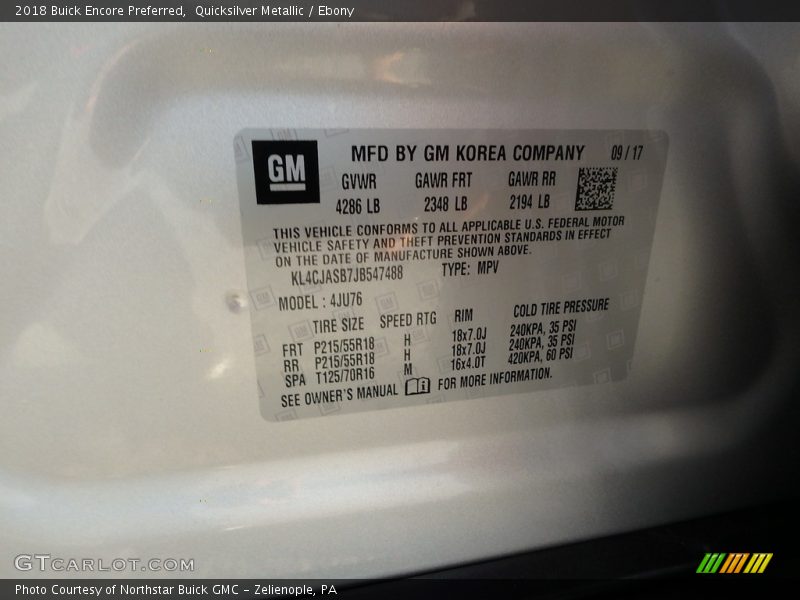 2018 Buick Encore Preferred,  Quicksilver Metallic / Ebony
GM
MFD BY GM KOREA COMPANY 09 / 17
GVWR GAWR FRT GAWR RR
4286 LB 2348 LB 2194 LB
THIS VEHICLE CONFORMS TO ALL APPLICABLE U.S. FEDERAL MOTOR
VEHICLE SAFETY AND THEFT PREVENTION STANDARDS IN EFFECT
ON THE DATE OF MANUFACTURE SHOWN ABOVE.
KL4CJASB7JB547488 TYPE: MPV
MODEL : 4JU76
TIRE SIZE SPEED RTG RIM COLD TIRE PRESSURE
FRT P215/55R18 H 18x7.0J 240KPA, 35 PSI
RR P215/55R18 H 18x7.0J 240KPA, 35 PSI
SPA T125/70R16 M 16x4.0T 420KPA, 60 PSI
SEE OWNER'S MANUAL FOR MORE INFORMATION.
GTCARLOT.COM
Photo Courtesy of Northstar Buick GMC - Zelienople, PA